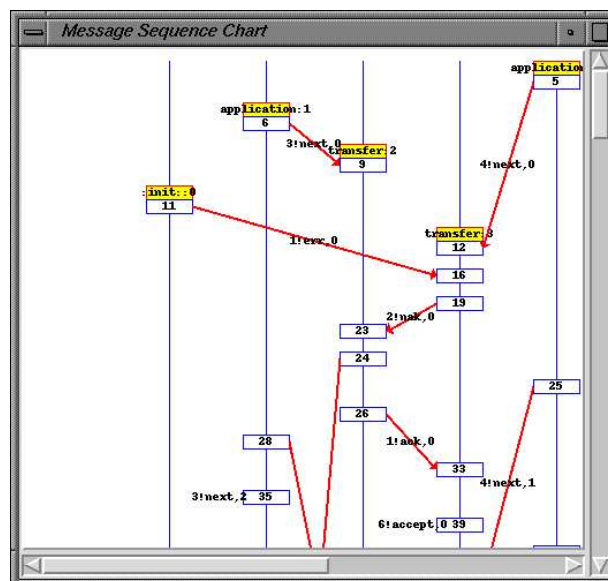 Message Sequence Chart
application
5
application:1
6
3!next,0
transfer:2
9
4!next,0
:init::0
11
transfer:3
12
1!err,0
16
19
2!nak,0
23
24
25
26
28
1!ack,0
33
4!next,1
3!next,2
35
6!accept,0
39